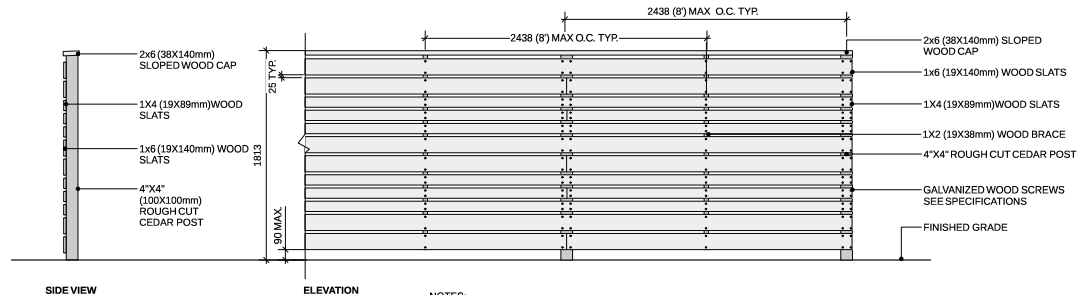 2438 (8') MAX O.C. TYP.
2438 (8') MAX O.C. TYP.
2x6 (38X140mm)
SLOPED WOOD CAP
1X4 (19X89mm)WOOD
SLATS
1x6 (19X140mm) WOOD
SLATS
4"X4"
(100X100mm)
ROUGH CUT
CEDAR POST
25 TYP.
1813
90 MAX.
2x6 (38X140mm) SLOPED
WOOD CAP
1x6 (19X140mm) WOOD SLATS
1X4 (19X89mm)WOOD SLATS
1X2 (19X38mm) WOOD BRACE
4"X4" ROUGH CUT CEDAR POST
GALVANIZED WOOD SCREWS
SEE SPECIFICATIONS
FINISHED GRADE
SIDE VIEW
ELEVATION
NOTES: